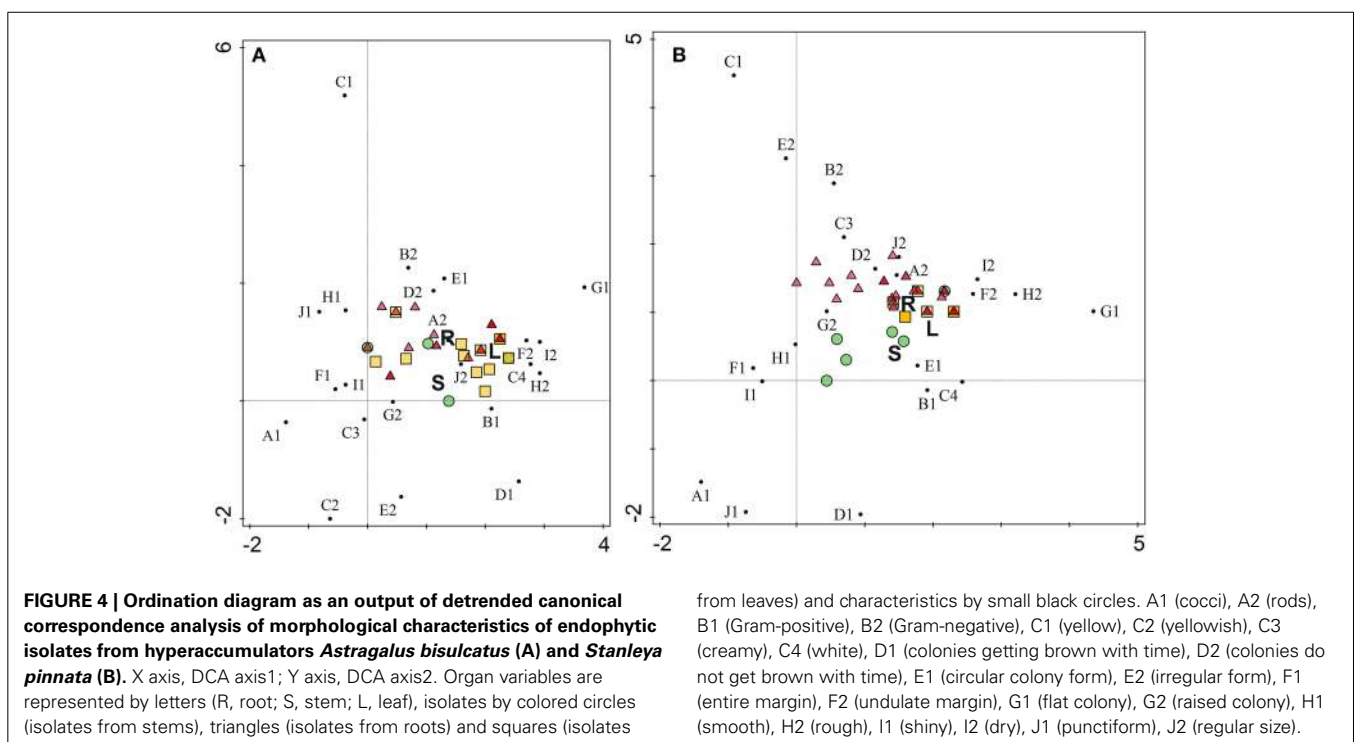 6
A
C1
B2
E1
D2
G1
H1
J1
A2
R
L
F2
I2
J2
C4
H2
S
F1
I1
G2
B1
A1
C3
D1
C2
E2
-2
-2
4
5
B
C1
E2
B2
C3
D2
J2
A2
I2
F2
H2
G1
R
L
G2
S
H1
E1
F1
I1
B1
C4
A1
J1
D1
-2
-2
5
FIGURE 4 | Ordination diagram as an output of detrended canonical
correspondence analysis of morphological characteristics of endophytic
isolates from hyperaccumulators Astragalus bisulcatus (A) and Stanleya
pinnata (B). X axis, DCA axis1; Y axis, DCA axis2. Organ variables are
represented by letters (R, root; S, stem; L, leaf), isolates by colored circles
(isolates from stems), triangles (isolates from roots) and squares (isolates
from leaves) and characteristics by small black circles. A1 (cocci), A2 (rods),
B1 (Gram-positive), B2 (Gram-negative), C1 (yellow), C2 (yellowish), C3
(creamy), C4 (white), D1 (colonies getting brown with time), D2 (colonies do
not get brown with time), E1 (circular colony form), E2 (irregular form), F1
(entire margin), F2 (undulate margin), G1 (flat colony), G2 (raised colony), H1
(smooth), H2 (rough), I1 (shiny), I2 (dry), J1 (punctiform), J2 (regular size).